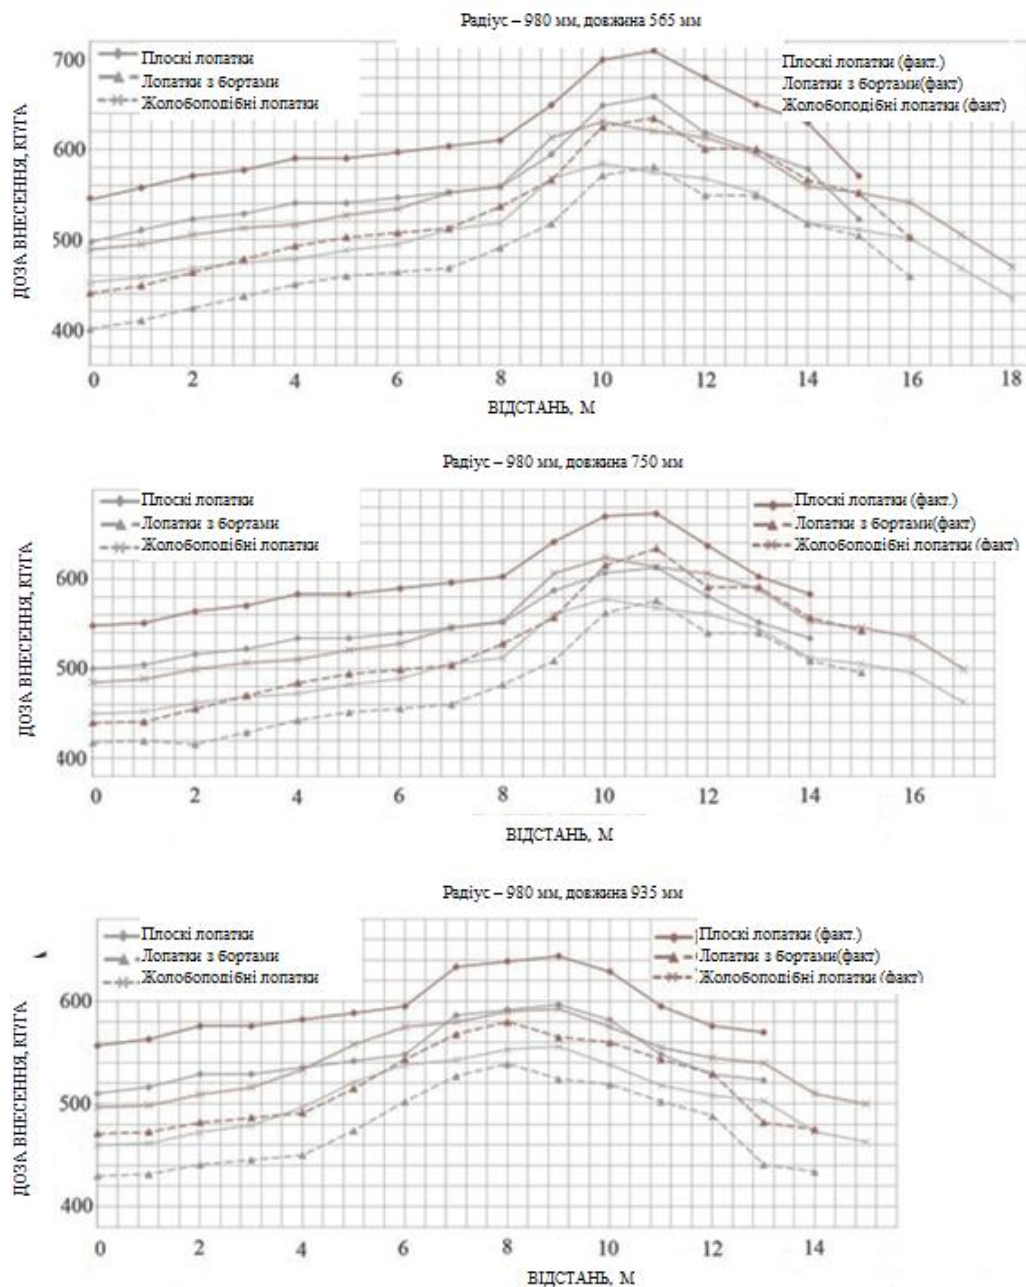 Радіус – 980 мм, довжина 565 мм
Плоскі лопатки
Лопатки з бортами
Жолобоподібні лопатки
Плоскі лопатки (факт.)
Лопатки з бортами(факт)
Жолобоподібні лопатки (факт)
ДОЗА ВНЕСЕННЯ, КГ/ГА
700
600
500
400
0 2 4 6 8 10 12 14 16 18
ВІДСТАНЬ, М
Радіус – 980 мм, довжина 750 мм
Плоскі лопатки
Лопатки з бортами
Жолобоподібні лопатки
Плоскі лопатки (факт.)
Лопатки з бортами(факт)
Жолобоподібні лопатки (факт)
ДОЗА ВНЕСЕННЯ, КГ/ГА
600
500
400
0 2 4 6 8 10 12 14 16
ВІДСТАНЬ, М
Радіус – 980 мм, довжина 935 мм
Плоскі лопатки
Лопатки з бортами
Жолобоподібні лопатки
Плоскі лопатки (факт.)
Лопатки з бортами(факт)
Жолобоподібні лопатки (факт)
ДОЗА ВНЕСЕННЯ, КГ/ГА
600
500
400
0 2 4 6 8 10 12 14
ВІДСТАНЬ, М